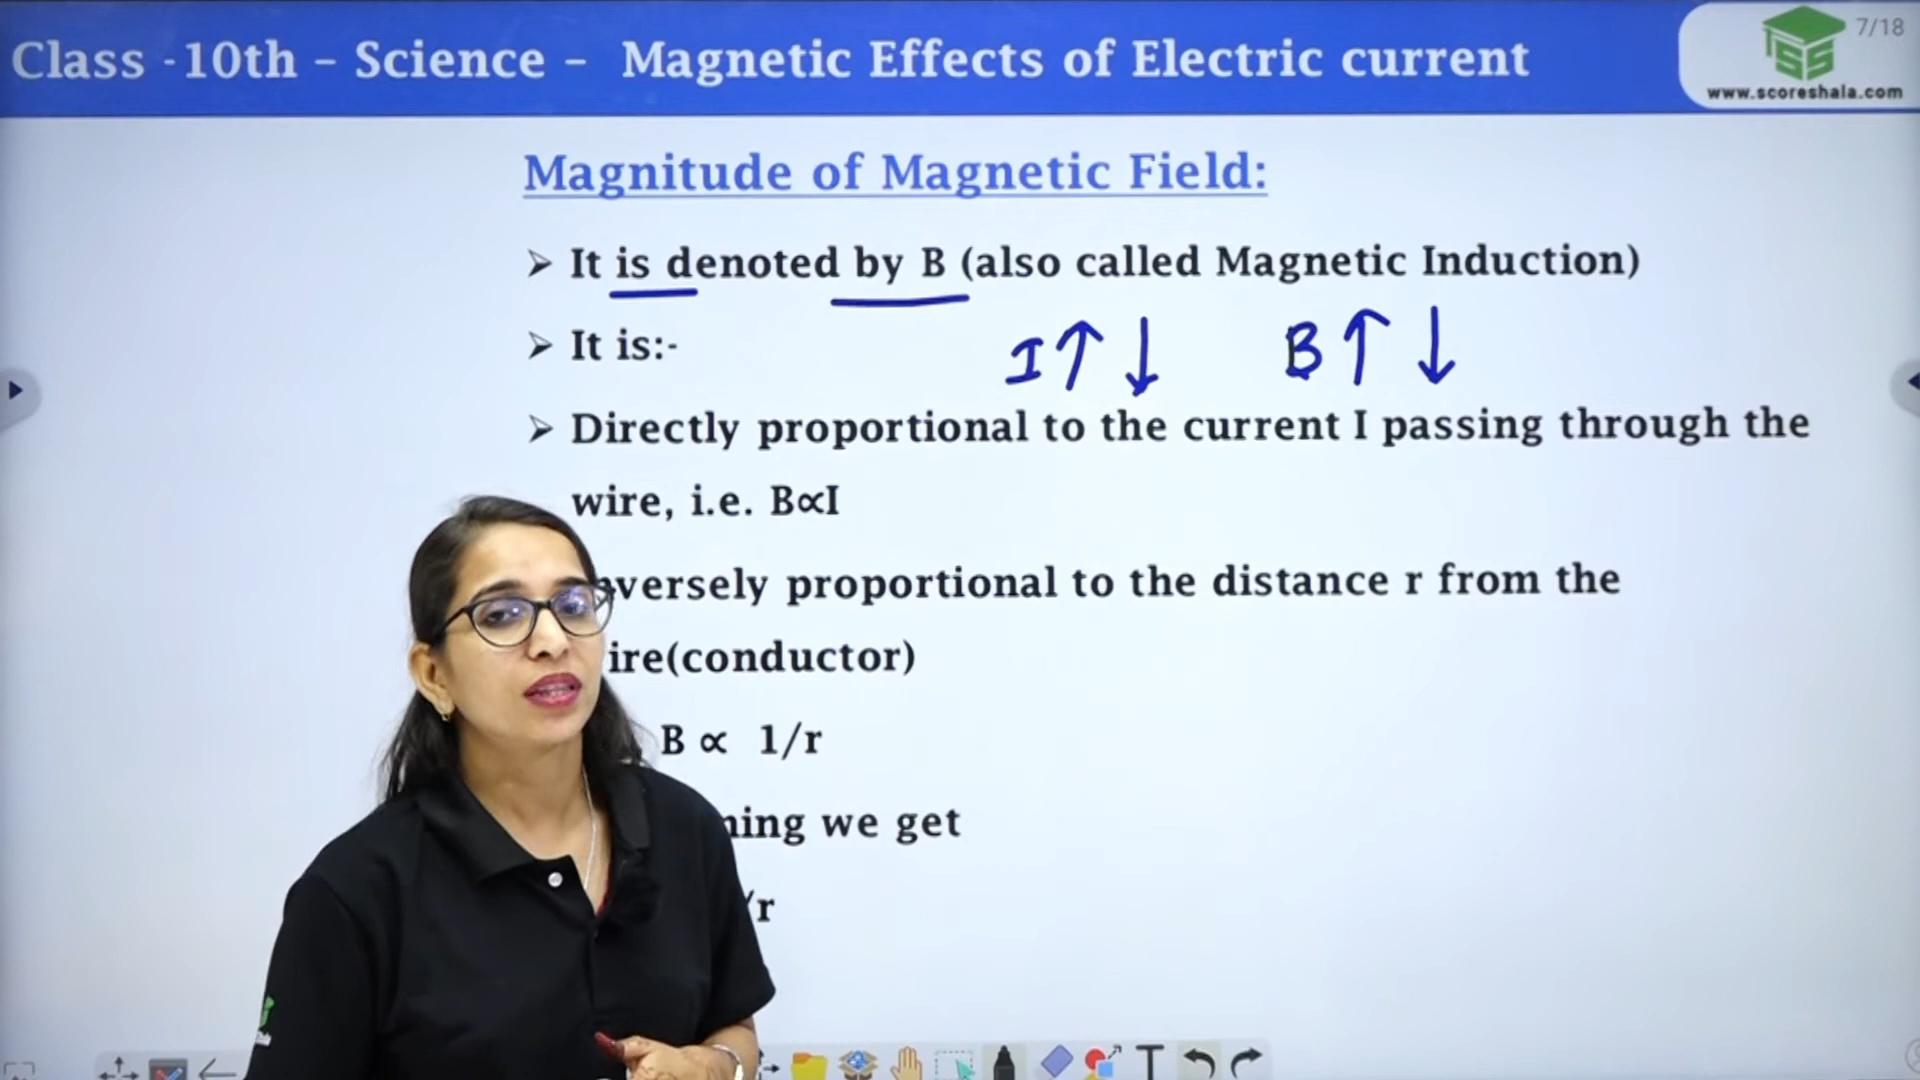 Class -10th – Science – Magnetic Effects of Electric current
7/18
www.scoreshala.com
Magnitude of Magnetic Field:
➢ It is denoted by B (also called Magnetic Induction)
➢ It is:-
I↑↓ B↑↓
➢ Directly proportional to the current I passing through the
wire, i.e. B∝I
versely proportional to the distance r from the
ire(conductor)
B ∝ 1/r
ning we get
/r
T